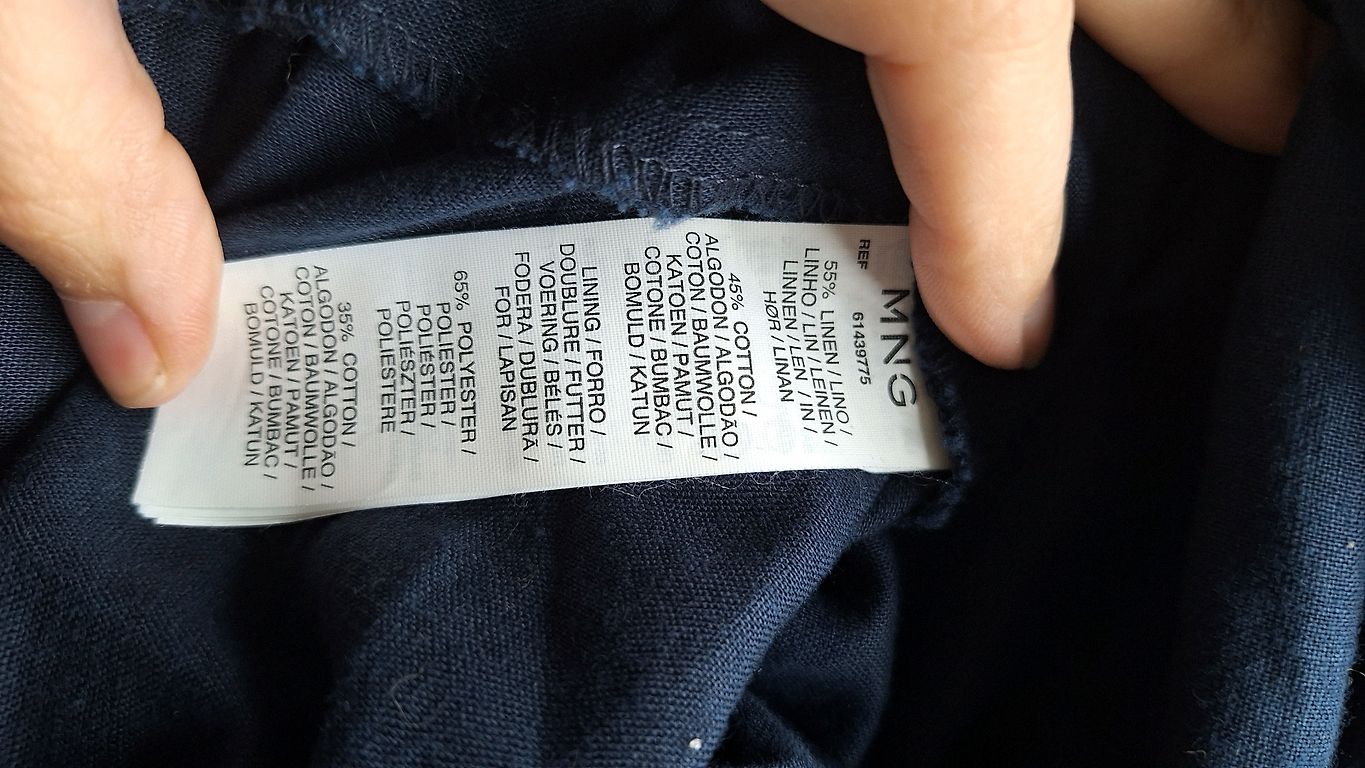 MNG
REF 61439775
55% LINEN / LINO /
LINHO / LIN / LEINEN /
LINNEN / LEN / IN /
HØR / LINAN
45% COTTON /
ALGODON / ALGODÃO /
COTON / BAUMWOLLE /
KATOEN / PAMUT /
COTONE / BUMBAC /
BOMULD / KATUN
LINING / FORRO /
DOUBLURE / FUTTER /
VOERING / BÉLÉS /
FODERA / DUBLURĂ /
FOR / LAPISAN
65% POLYESTER /
POLIESTER /
POLIÉSTER /
POLIÉSZTER /
POLIESTERE
35% COTTON /
ALGODON / ALGODÃO /
COTON / BAUMWOLLE /
KATOEN / PAMUT /
COTONE / BUMBAC /
BOMULD / KATUN